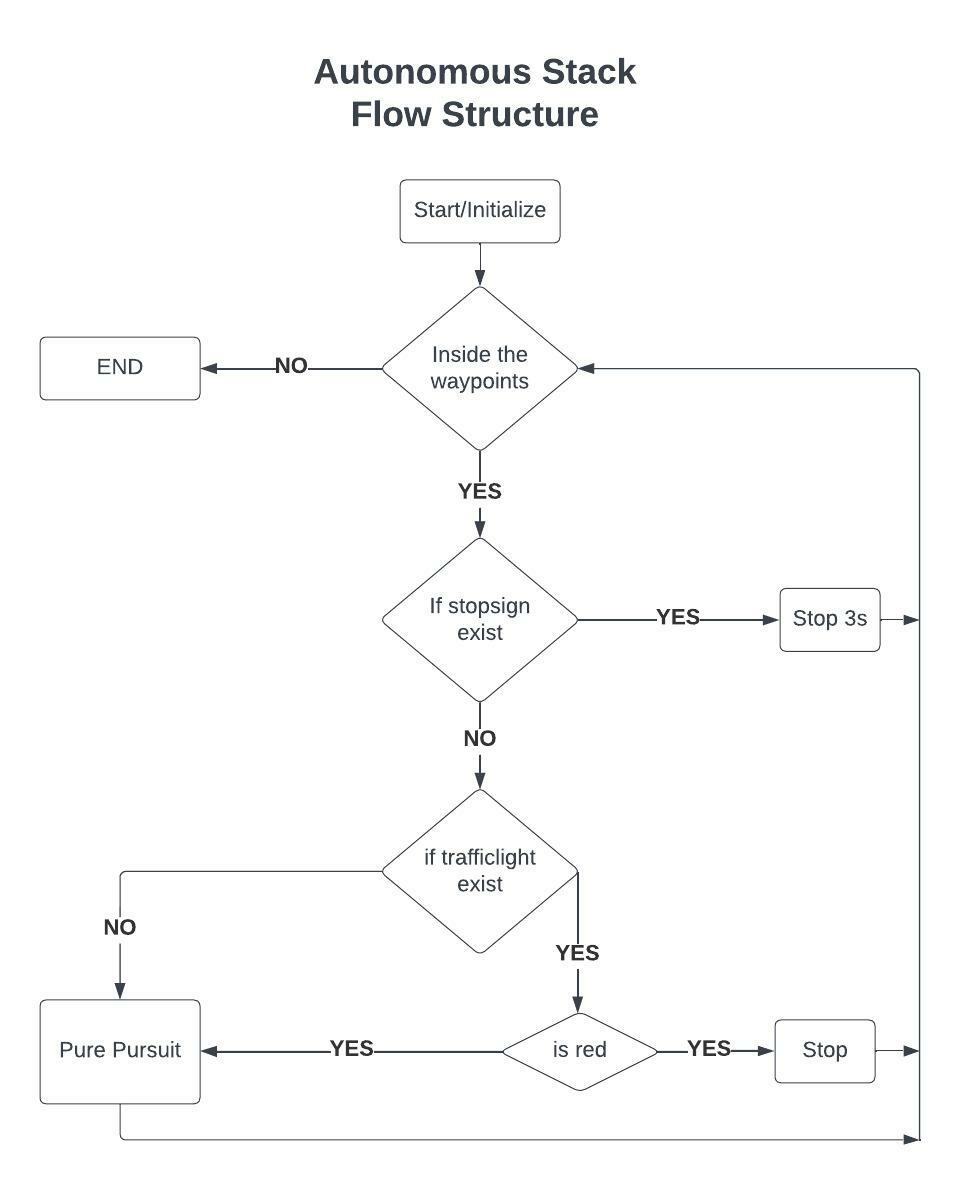 Autonomous Stack
Flow Structure
Start/Initialize
Inside the
waypoints
NO
END
YES
If stopsign
exist
YES
Stop 3s
NO
if trafficlight
exist
NO
YES
Pure Pursuit
YES
is red
YES
Stop